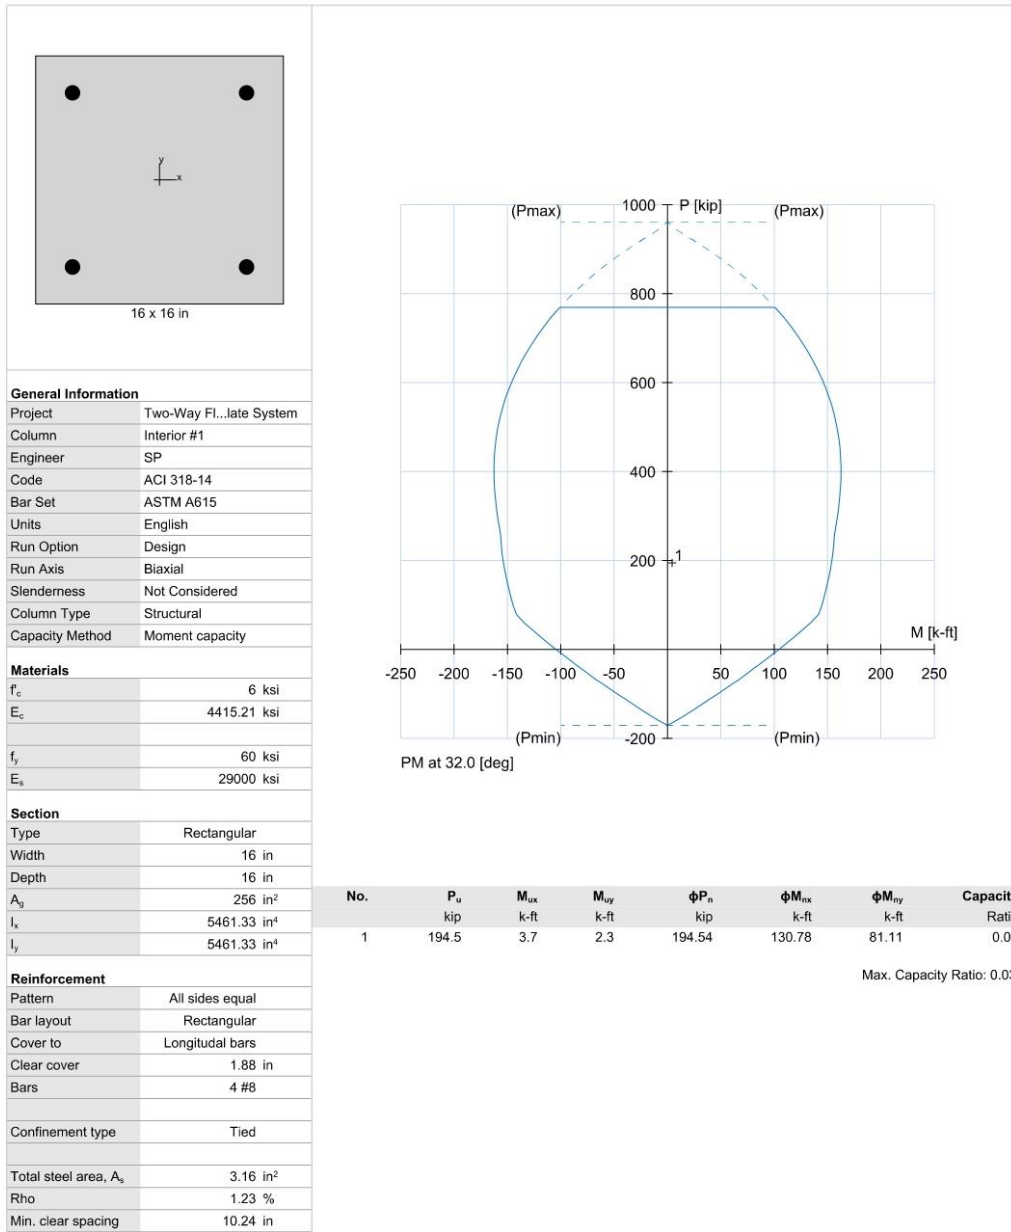 y
x
16 x 16 in
General Information
Project Two-Way Fl...late System
Column Interior #1
Engineer SP
Code ACI 318-14
Bar Set ASTM A615
Units English
Run Option Design
Run Axis Biaxial
Slenderness Not Considered
Column Type Structural
Capacity Method Moment capacity
Materials
f'c 6 ksi
Ec 4415.21 ksi
fy 60 ksi
Es 29000 ksi
Section
Type Rectangular
Width 16 in
Depth 16 in
Ag 256 in²
Ix 5461.33 in⁴
Iy 5461.33 in⁴
Reinforcement
Pattern All sides equal
Bar layout Rectangular
Cover to Longitudal bars
Clear cover 1.88 in
Bars 4 #8
Confinement type Tied
Total steel area, As 3.16 in²
Rho 1.23 %
Min. clear spacing 10.24 in
(Pmax) 1000 P [kip] (Pmax)
800
600
400
200 1
M [k-ft]
-250 -200 -150 -100 -50 50 100 150 200 250
(Pmin) -200 (Pmin)
PM at 32.0 [deg]
No. Pu Mux Muy ϕPn ϕMnx ϕMny Capacit
kip k-ft k-ft kip k-ft k-ft Rati
1 194.5 3.7 2.3 194.54 130.78 81.11 0.0
Max. Capacity Ratio: 0.03